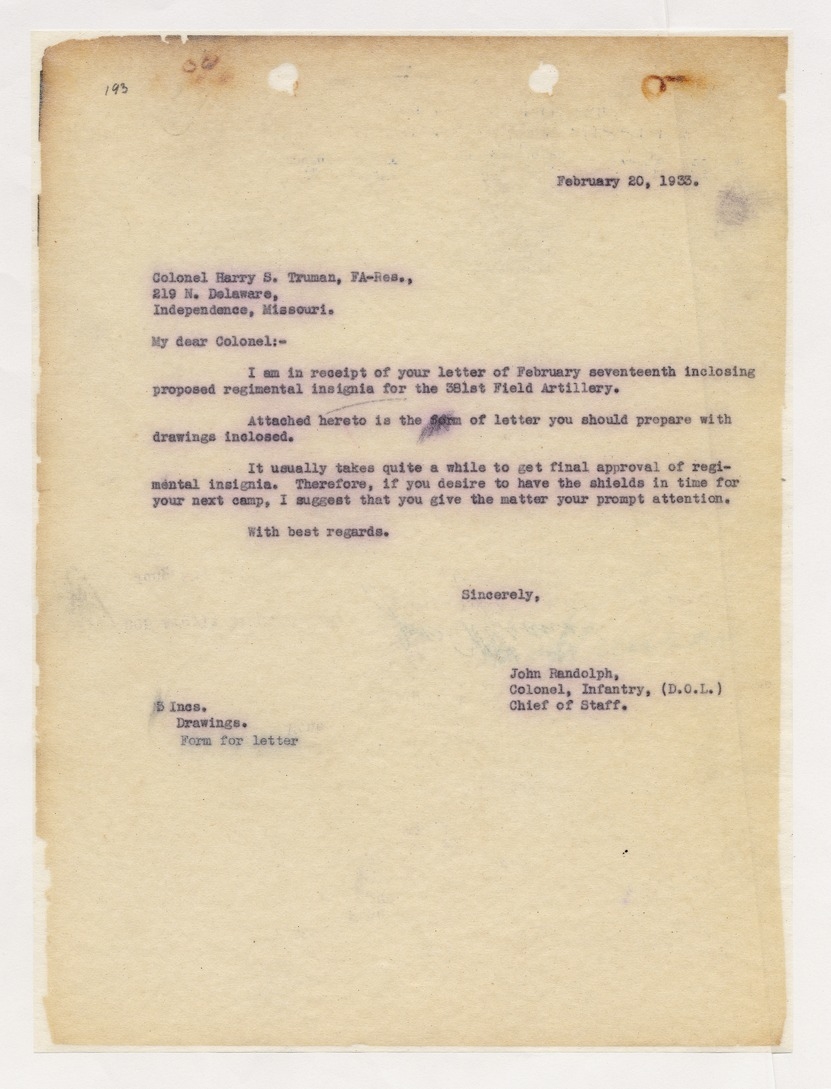 193
February 20, 1933.
Colonel Harry S. Truman, FA-Res.,
219 N. Delaware,
Independence, Missouri.
My dear Colonel:-
I am in receipt of your letter of February seventeenth inclosing
proposed regimental insignia for the 381st Field Artillery.
Attached hereto is the form of letter you should prepare with
drawings inclosed.
It usually takes quite a while to get final approval of regi-
mental insignia. Therefore, if you desire to have the shields in time for
your next camp, I suggest that you give the matter your prompt attention.
With best regards.
Sincerely,
John Randolph,
Colonel, Infantry, (D.O.L.)
Chief of Staff.
3 Incs.
Drawings.
Form for letter